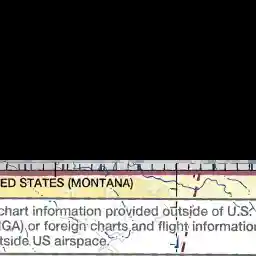 ED STATES (MONTANA)
chart information provided outside of U.S.
GA) or foreign charts and flight information
tside US airspace.